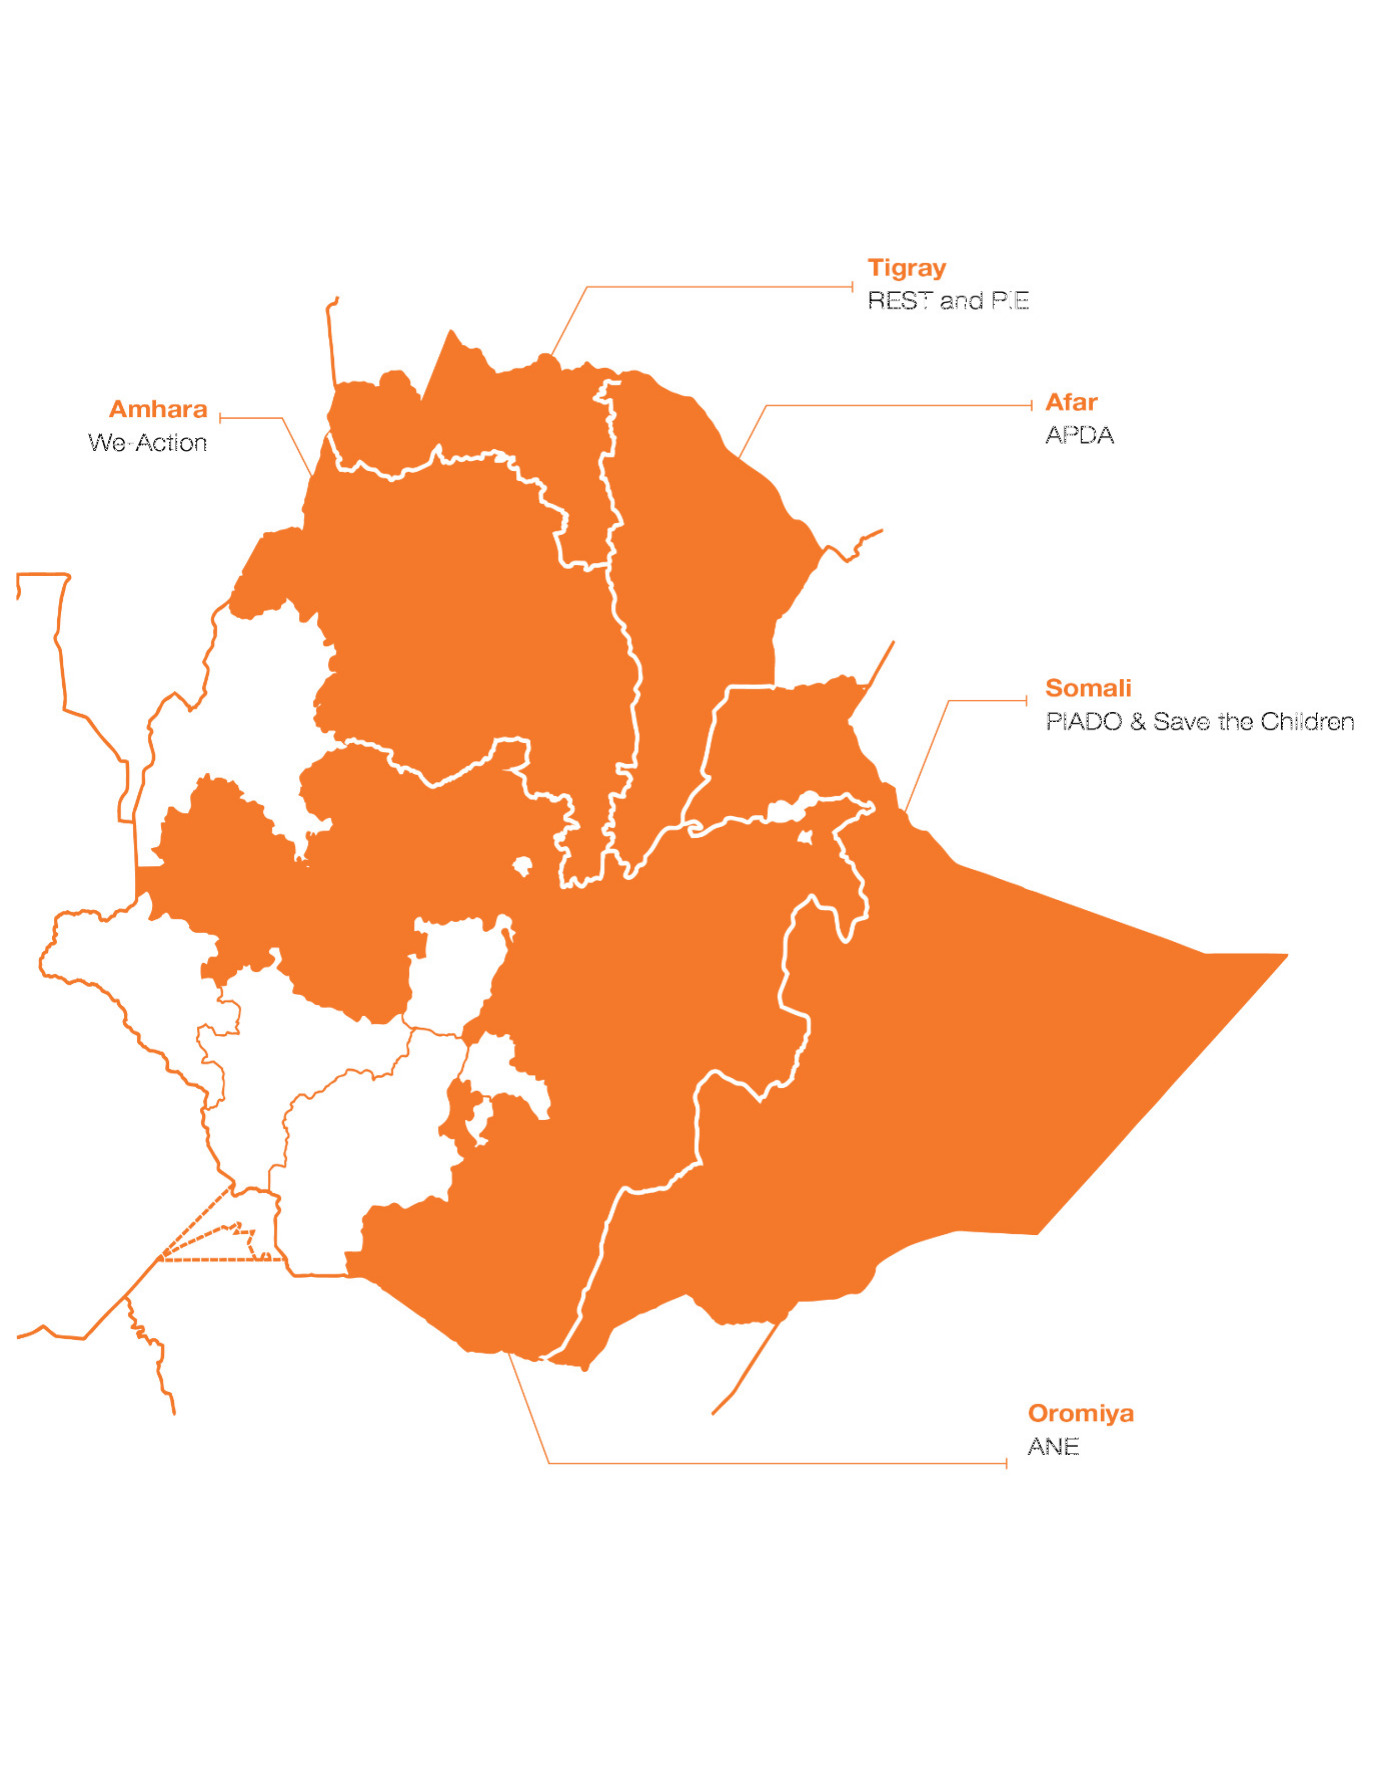 Tigray
REST and PIE
Amhara
We-Action
Afar
APDA
Somali
PIADO & Save the Children
Oromiya
ANE